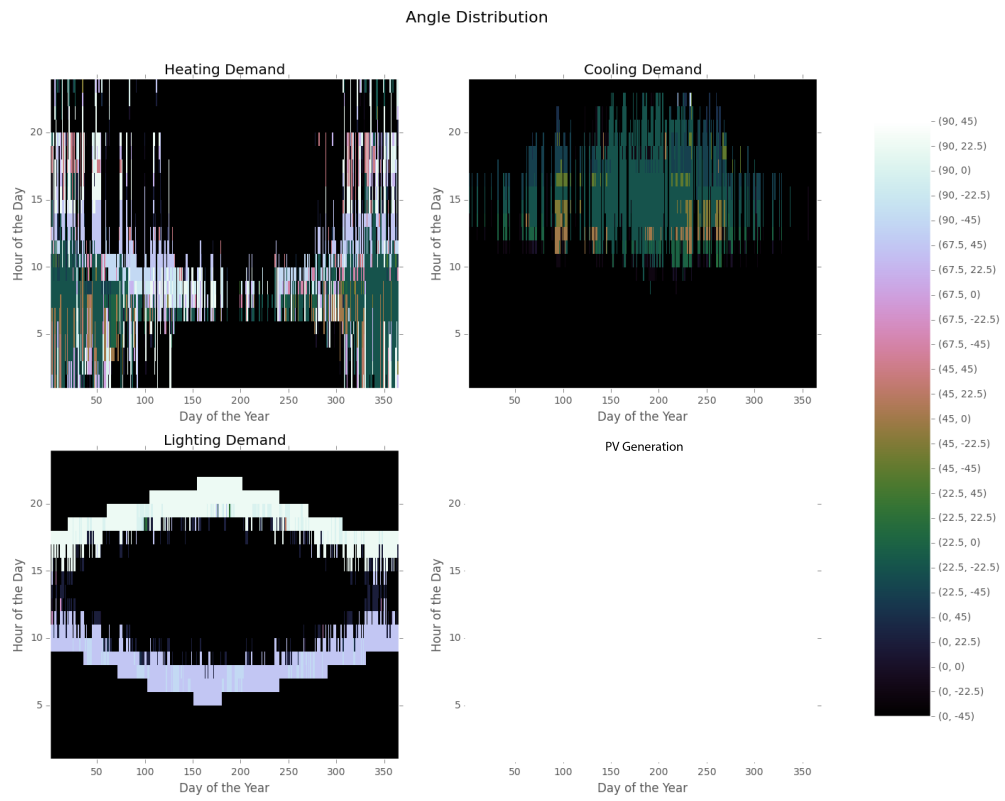 Angle Distribution
Heating Demand
Hour of the Day
20
15
10
5
50 100 150 200 250 300 350
Day of the Year
Cooling Demand
Hour of the Day
20
15
10
5
50 100 150 200 250 300 350
Day of the Year
Lighting Demand
Hour of the Day
20
15
10
5
50 100 150 200 250 300 350
Day of the Year
PV Generation
Hour of the Day
20
15
10
5
50 100 150 200 250 300 350
Day of the Year
(90, 45)
(90, 22.5)
(90, 0)
(90, -22.5)
(90, -45)
(67.5, 45)
(67.5, 22.5)
(67.5, 0)
(67.5, -22.5)
(67.5, -45)
(45, 45)
(45, 22.5)
(45, 0)
(45, -22.5)
(45, -45)
(22.5, 45)
(22.5, 22.5)
(22.5, 0)
(22.5, -22.5)
(22.5, -45)
(0, 45)
(0, 22.5)
(0, 0)
(0, -22.5)
(0, -45)